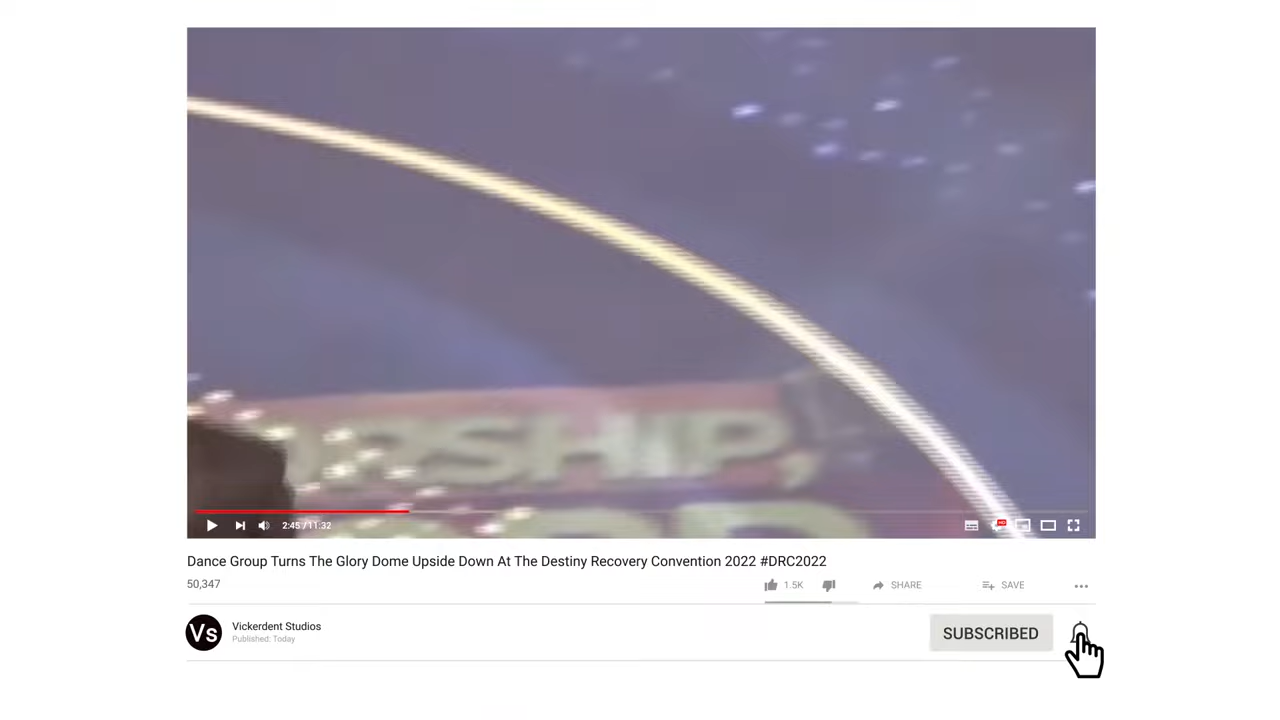 RSHIP,
2:45 / 11:32
HD
Dance Group Turns The Glory Dome Upside Down At The Destiny Recovery Convention 2022 #DRC2022
50,347
1.5K
SHARE
SAVE
Vs
Vickerdent Studios
Published: Today
SUBSCRIBED